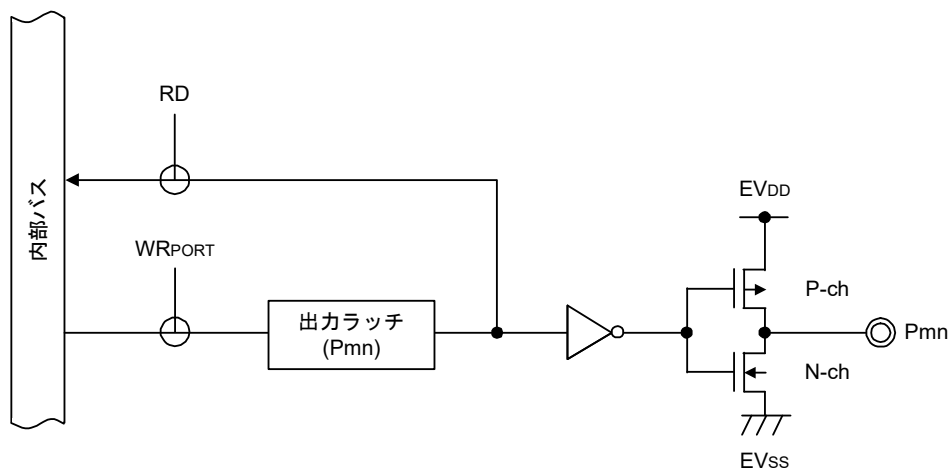 RD
内部バス
WRPORT
出力ラッチ
(Pmn)
EVDD
P-ch
Pmn
N-ch
EVSS